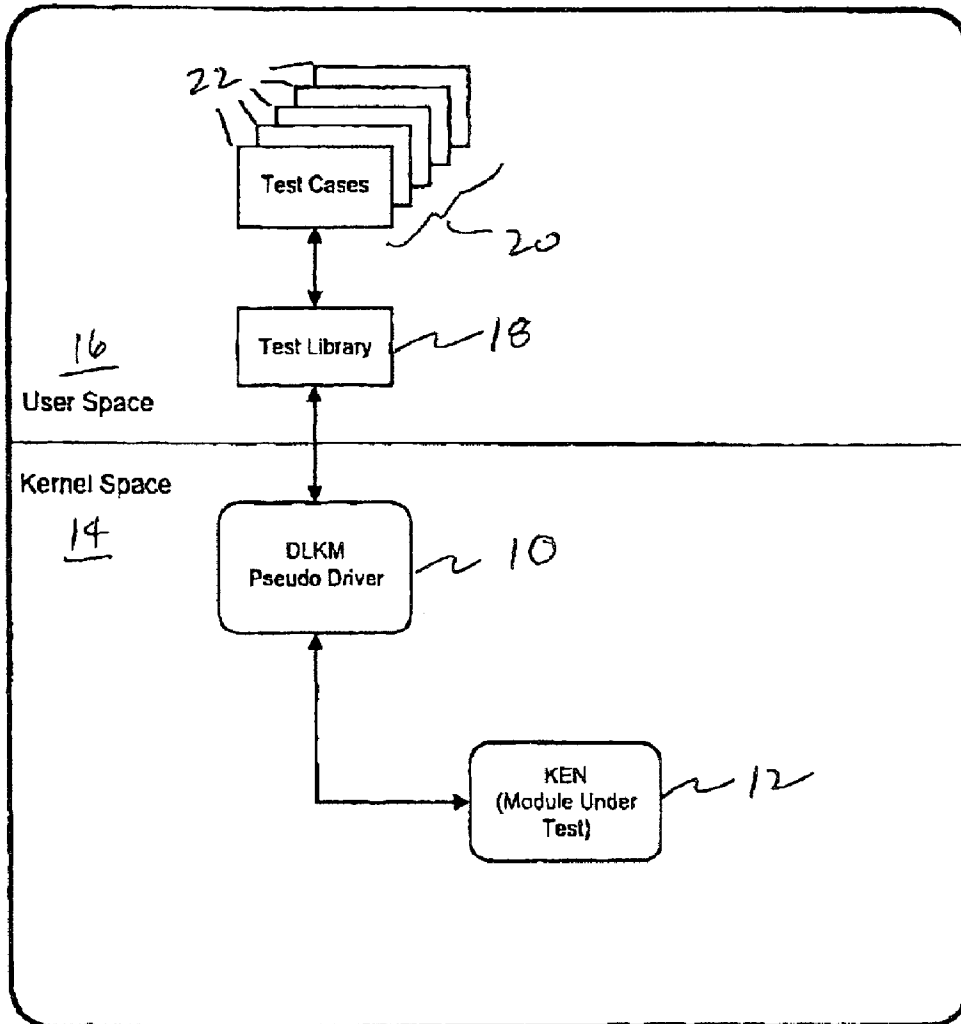 22
Test Cases
20
Test Library
18
16
User Space
Kernel Space
14
DLKM
Pseudo Driver
10
KEN
(Module Under
Test)
12